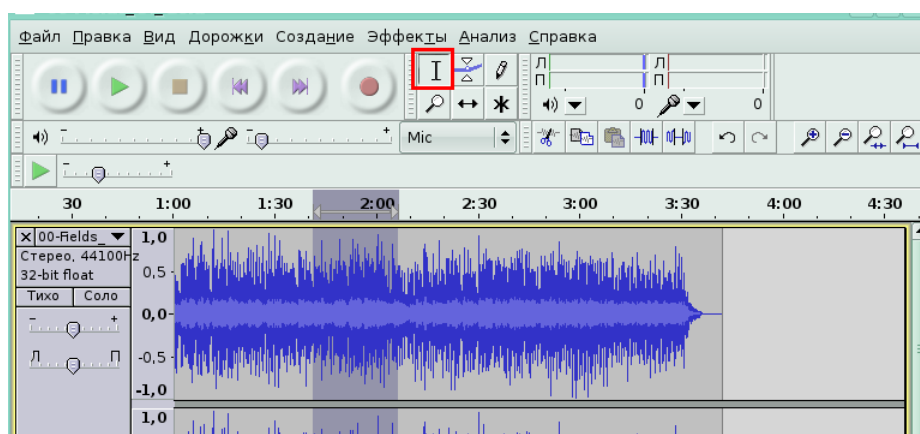 Файл Правка Вид Дорожки Создание Эффекты Анализ Справка
Л Л
П П
0 0
- + - + Mic
- +
30 1:00 1:30 2:00 2:30 3:00 3:30 4:00 4:30
× 00-Fields_ 1,0
Стерео, 44100Hz
32-bit float 0,5
Тихо Соло
- + 0,0
Л П -0,5
-1,0
1,0